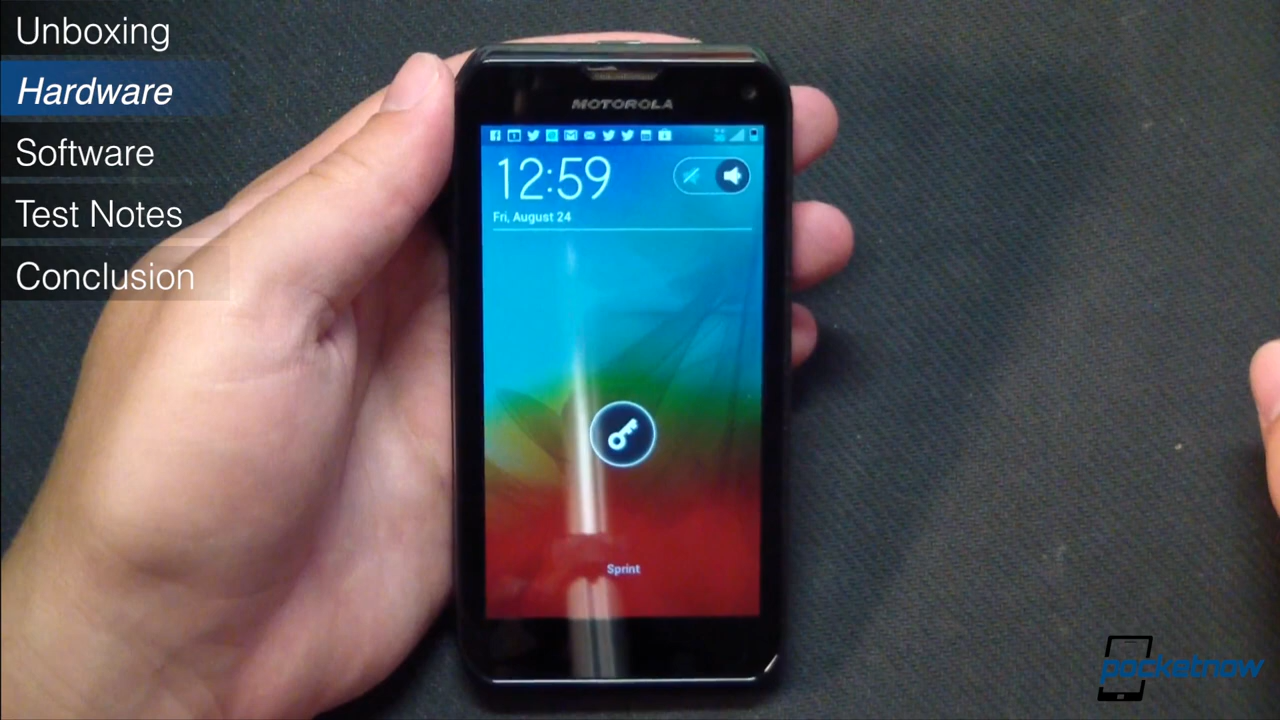 Unboxing
Hardware
Software
Test Notes
Conclusion
MOTOROLA
12:59
Fri, August 24
Sprint
pocketnow